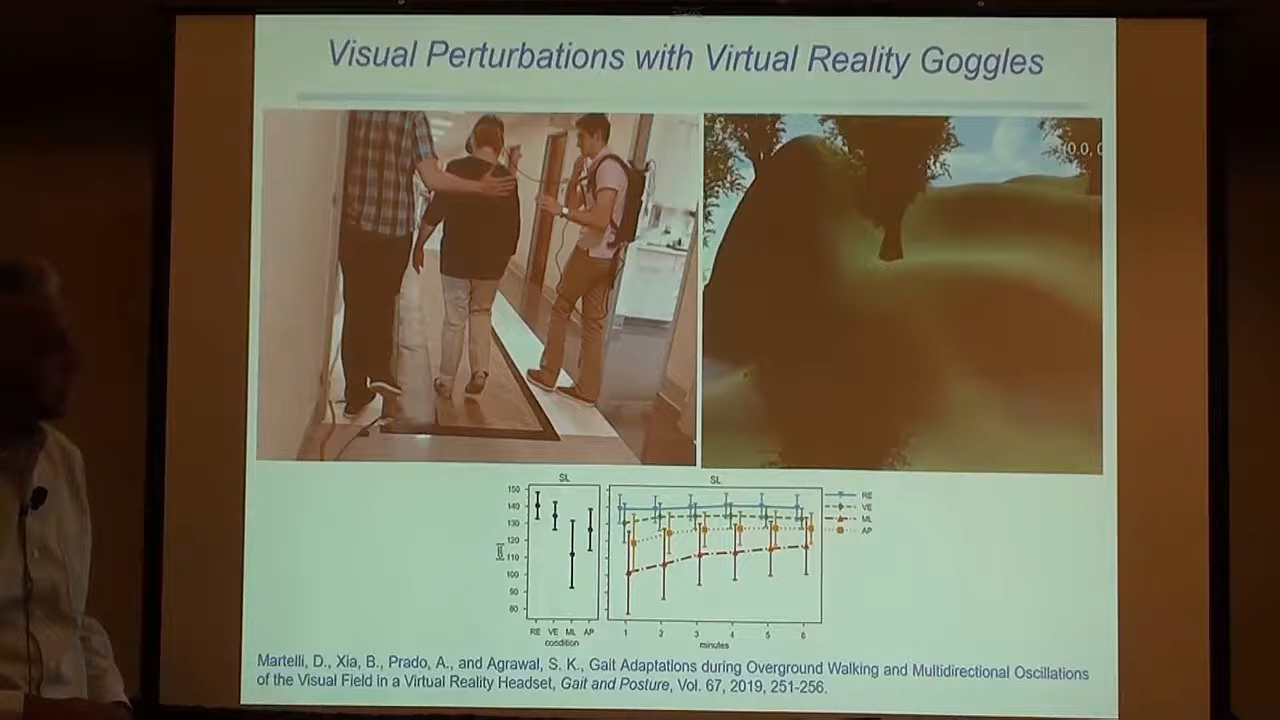 Visual Perturbations with Virtual Reality Goggles
SL
150
140
130
120
110
100
90
80
[cm]
RE VE ML AP
condition
SL
1 2 3 4 5 6
minutes
RE
VE
ML
AP
Martelli, D., Xia, B., Prado, A., and Agrawal, S. K., Gait Adaptations during Overground Walking and Multidirectional Oscillations
of the Visual Field in a Virtual Reality Headset, Gait and Posture, Vol. 67, 2019, 251-256.